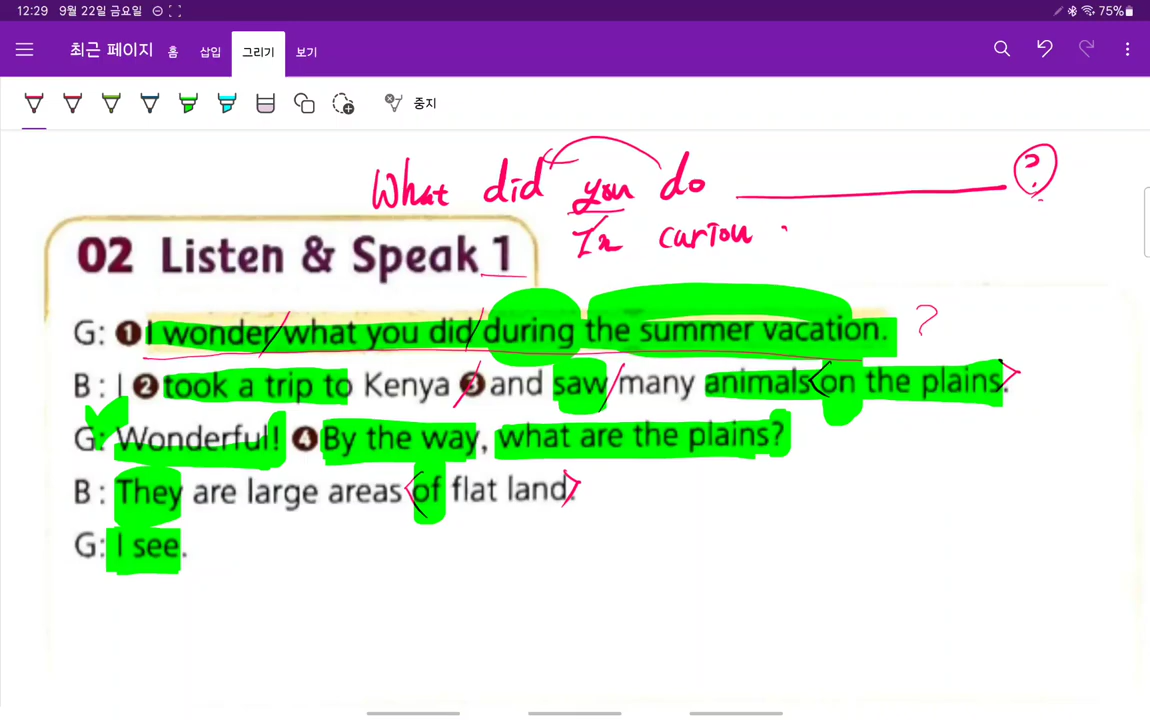 12:29 9월 22일 금요일 75%
최근 페이지 홈 삽입 그리기 보기
중지
What did you do ?
02 Listen & Speak 1
G: ❶ I wonder what you did during the summer vacation. ?
B : I ❷ took a trip to Kenya ❸ and saw many animals on the plains.
G: Wonderful! ❹ By the way, what are the plains?
B : They are large areas of flat land.
G: I see.